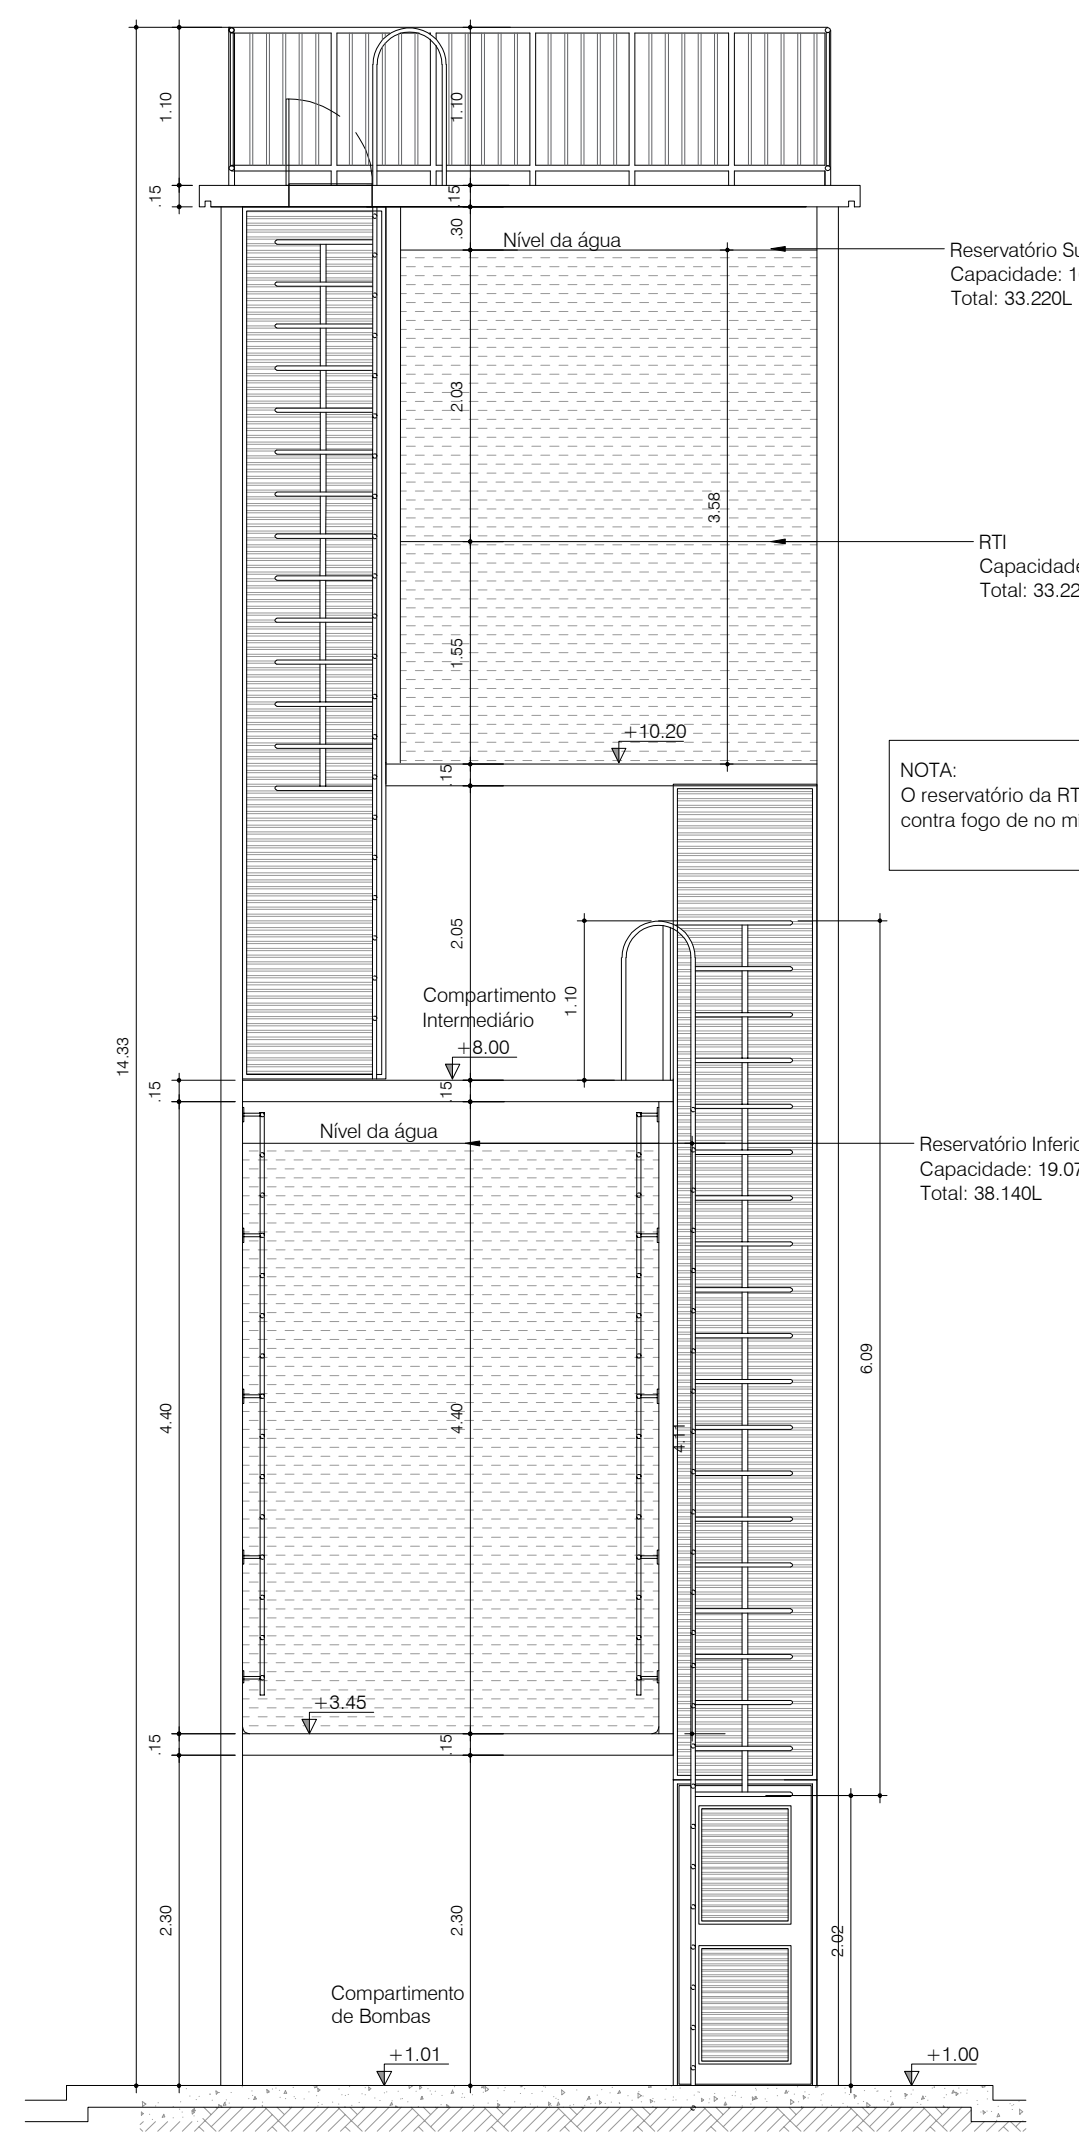 1.10
1.10
.15
.15
.30
Nível da água
Reservatório Su
Capacidade: 1
Total: 33.220L
2.03
3.58
RTI
Capacidade
Total: 33.22
1.55
+10.20
.15
NOTA:
O reservatório da RT
contra fogo de no m
2.05
1.10
Compartimento
Intermediário
+8.00
14.33
.15
.15
Nível da água
Reservatório Inferio
Capacidade: 19.07
Total: 38.140L
6.09
4.40
4.40
4.11
+3.45
.15
.15
2.30
2.30
2.02
Compartimento
de Bombas
+1.01
+1.00